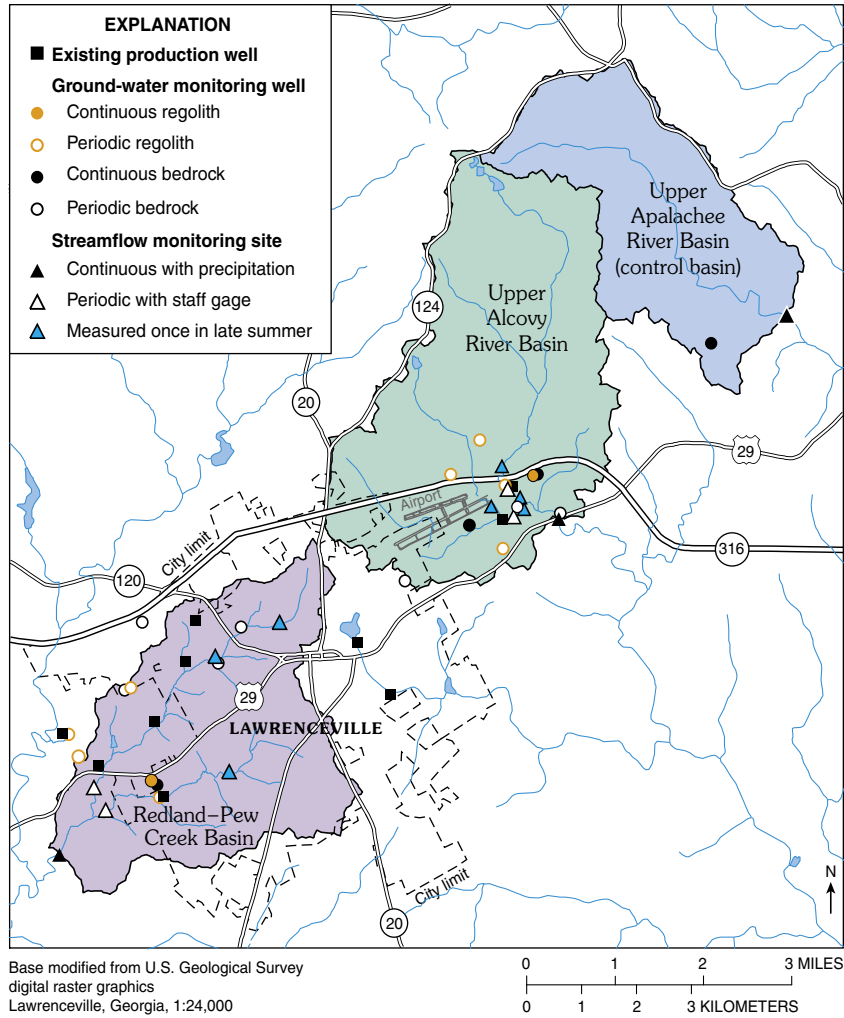 EXPLANATION
Existing production well
Ground-water monitoring well
Continuous regolith
Periodic regolith
Continuous bedrock
Periodic bedrock
Streamflow monitoring site
Continuous with precipitation
Periodic with staff gage
Measured once in late summer
Upper
Apalachee
River Basin
(control basin)
Upper
Alcovy
River Basin
124
20
29
Airport
316
City limit
120
29
LAWRENCEVILLE
Redland–Pew
Creek Basin
City limit
20
N
Base modified from U.S. Geological Survey
digital raster graphics
Lawrenceville, Georgia, 1:24,000
0 1 2 3 MILES
0 1 2 3 KILOMETERS